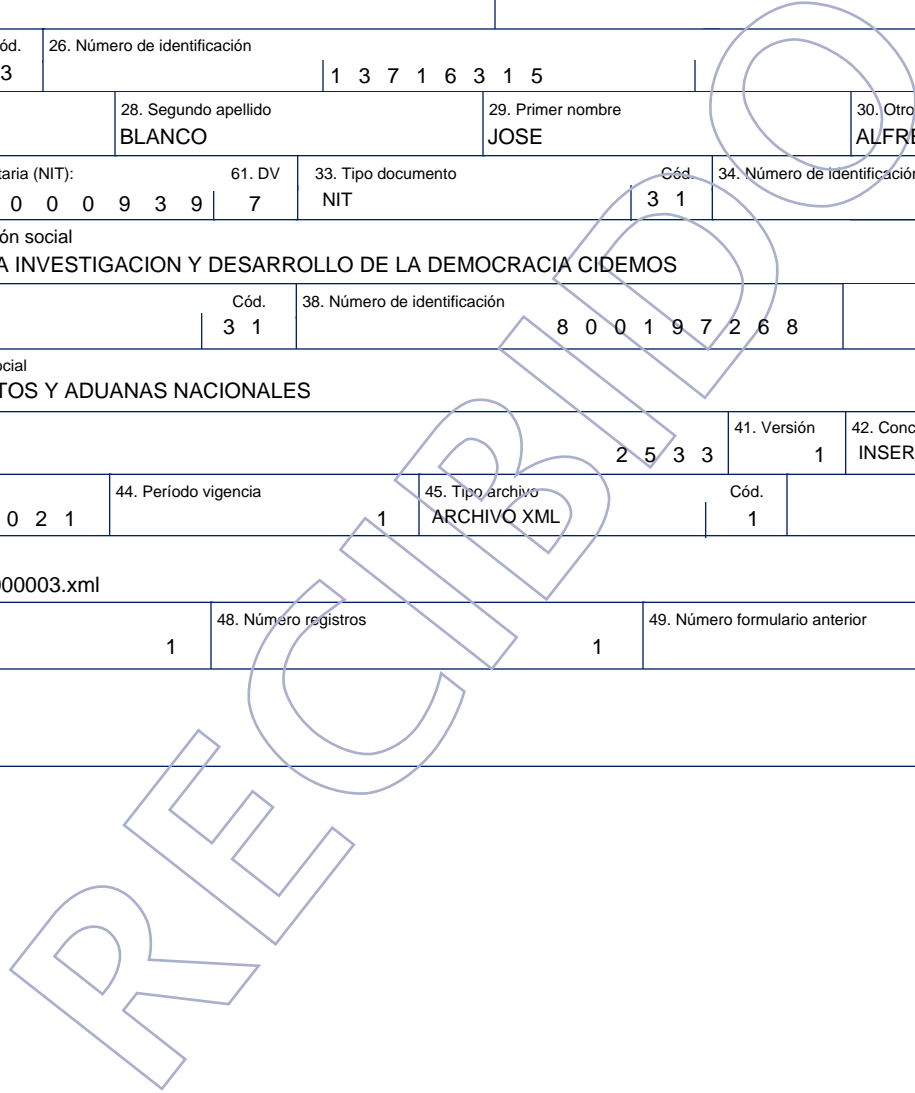 ód. 26. Número de identificación
3 1 3 7 1 6 3 1 5
28. Segundo apellido 29. Primer nombre 30. Otro
BLANCO JOSE ALFRE
taria (NIT): 61. DV 33. Tipo documento Cód. 34. Número de identificación
0 0 0 9 3 9 7 NIT 3 1
ón social
A INVESTIGACION Y DESARROLLO DE LA DEMOCRACIA CIDEMOS
Cód. 38. Número de identificación
3 1 8 0 0 1 9 7 2 6 8
ocial
TOS Y ADUANAS NACIONALES
41. Versión 42. Conc
2 5 3 3 1 INSER
44. Período vigencia 45. Tipo archivo Cód.
0 2 1 1 ARCHIVO XML 1
000003.xml
48. Número registros 49. Número formulario anterior
1 1
RECIBIDO